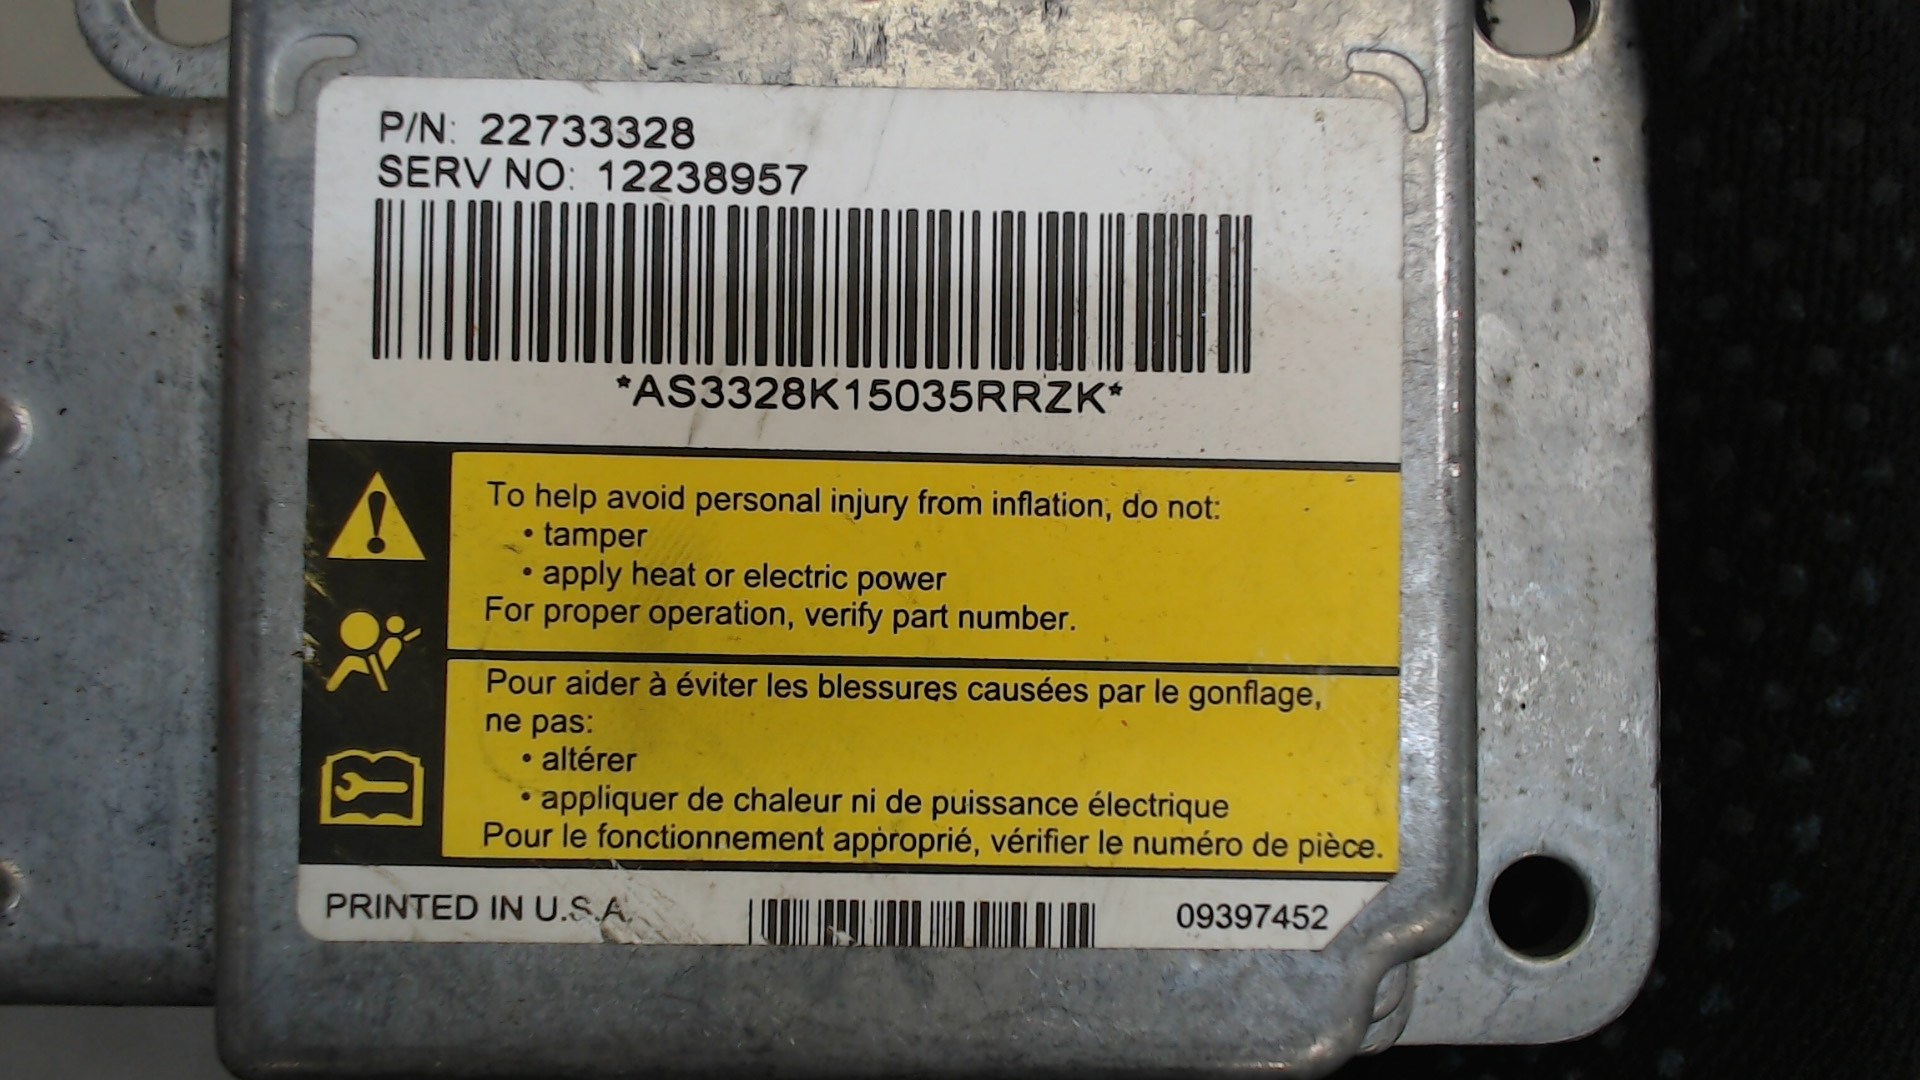 P/N: 22733328
SERV NO: 12238957
*AS3328K15035RRZK*
To help avoid personal injury from inflation, do not:
• tamper
• apply heat or electric power
For proper operation, verify part number.
Pour aider à éviter les blessures causées par le gonflage,
ne pas:
• altérer
• appliquer de chaleur ni de puissance électrique
Pour le fonctionnement approprié, vérifier le numéro de pièce.
PRINTED IN U.S.A. 09397452